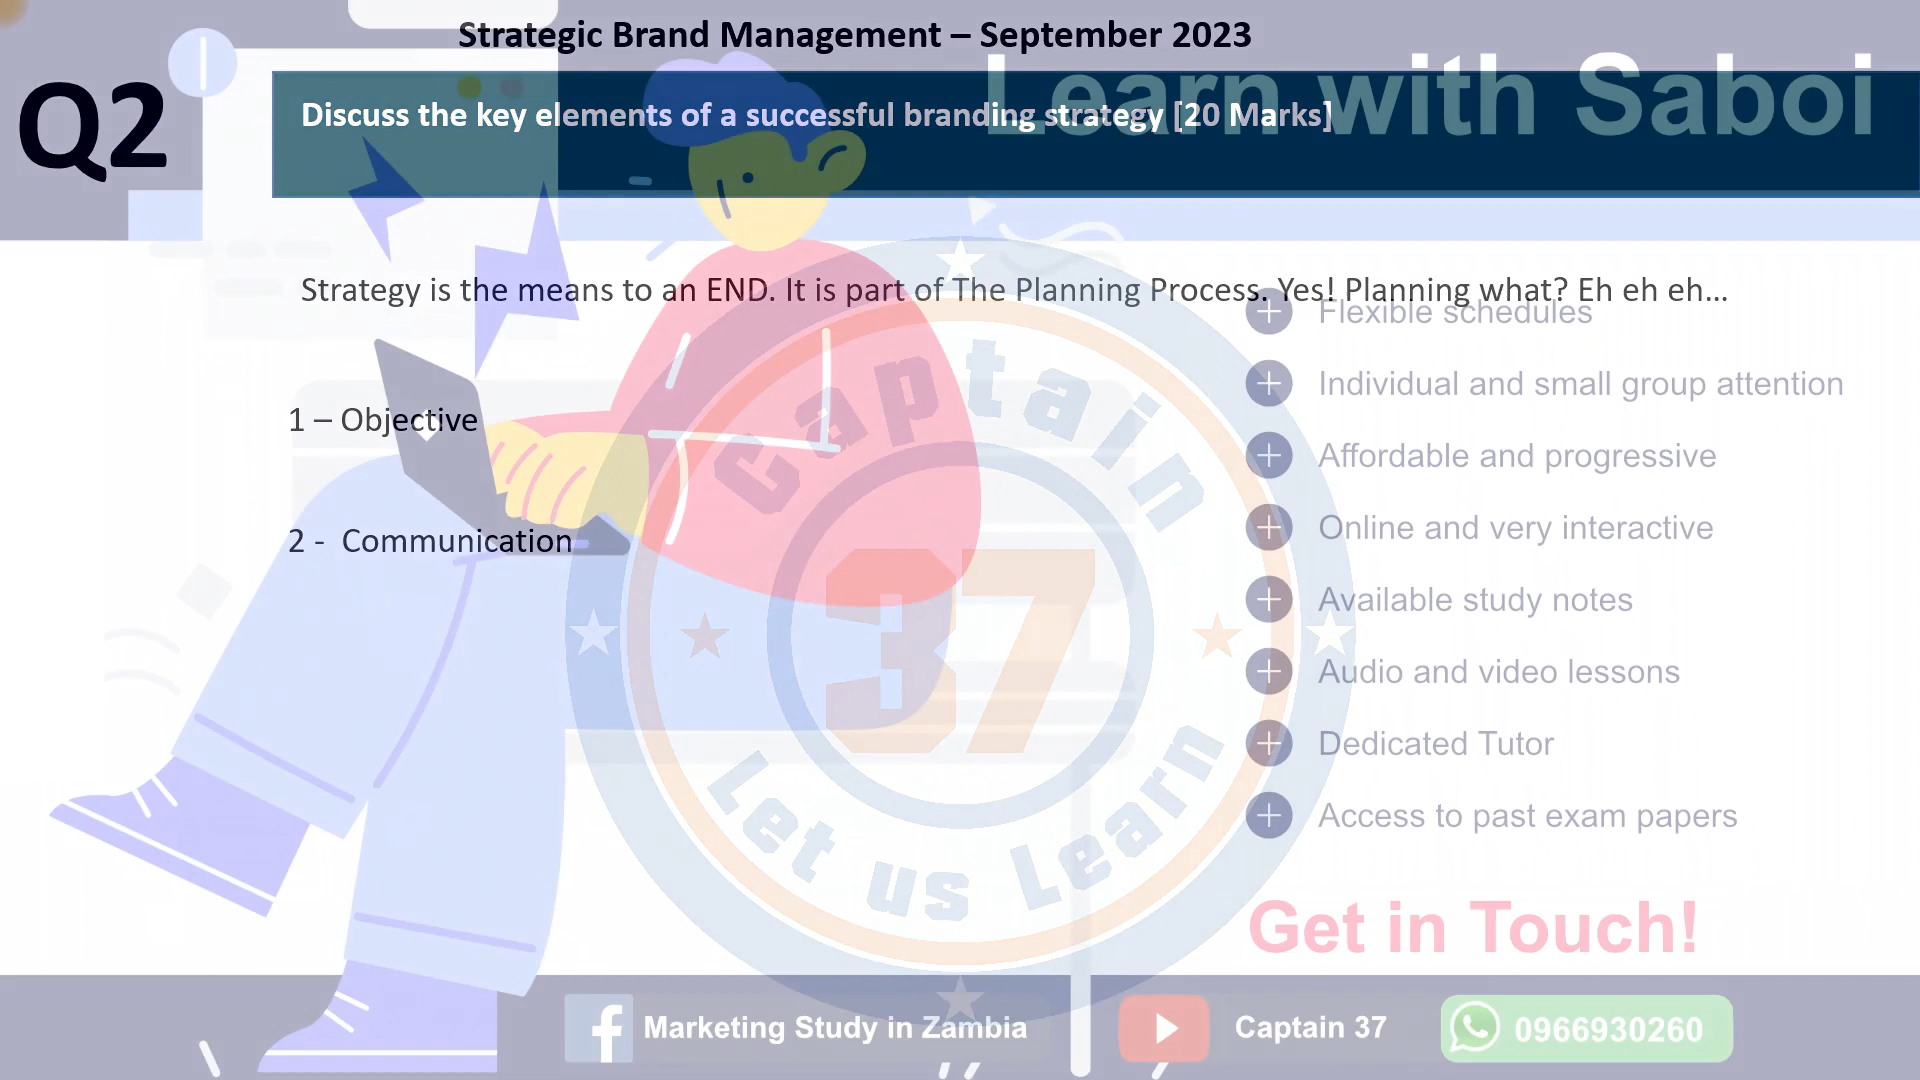 Strategic Brand Management – September 2023
Learn with Saboi
Q2
Discuss the key elements of a successful branding strategy [20 Marks]
Strategy is the means to an END. It is part of The Planning Process. Yes! Planning what? Eh eh eh...
Flexible schedules
Individual and small group attention
1 – Objective
Affordable and progressive
Online and very interactive
2 - Communication
Available study notes
Audio and video lessons
Dedicated Tutor
Access to past exam papers
Captain
37
Let us Learn
Get in Touch!
Marketing Study in Zambia
Captain 37
0966930260